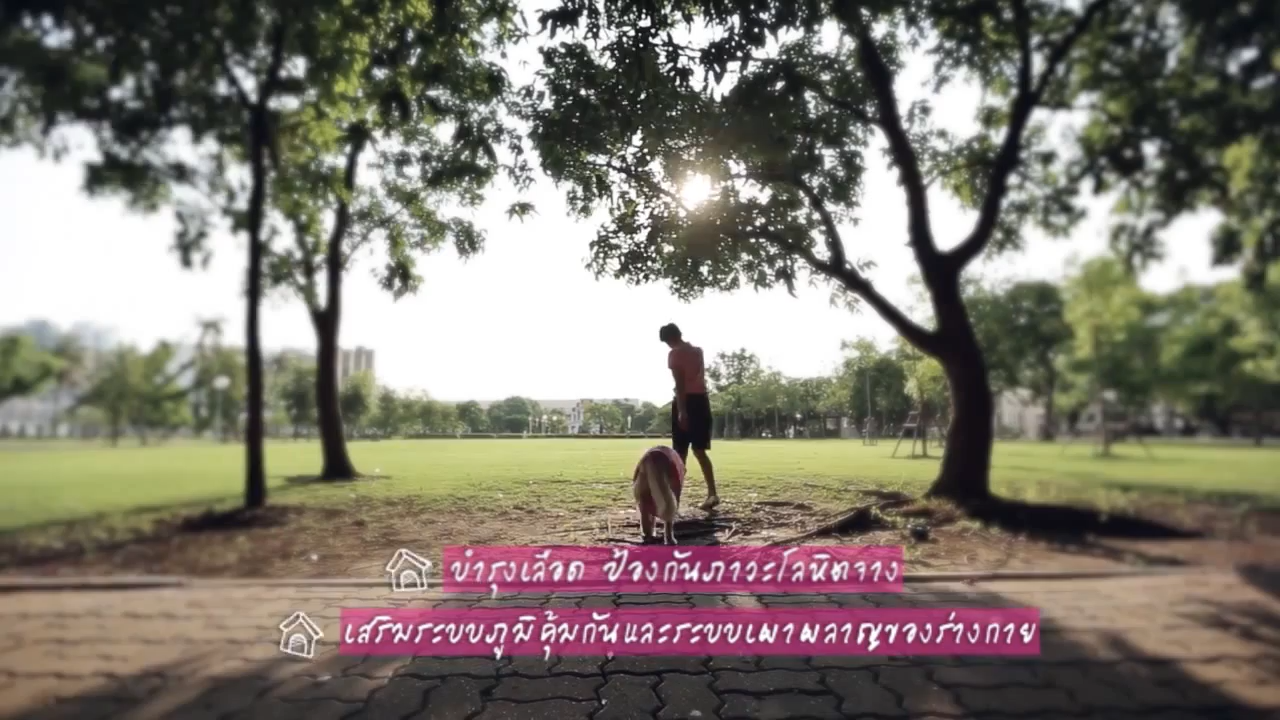 บำรุงเลือด ป้องกันภาวะโลหิตจาง
เสริมระบบภูมิคุ้มกันและระบบเผาผลาญของร่างกาย